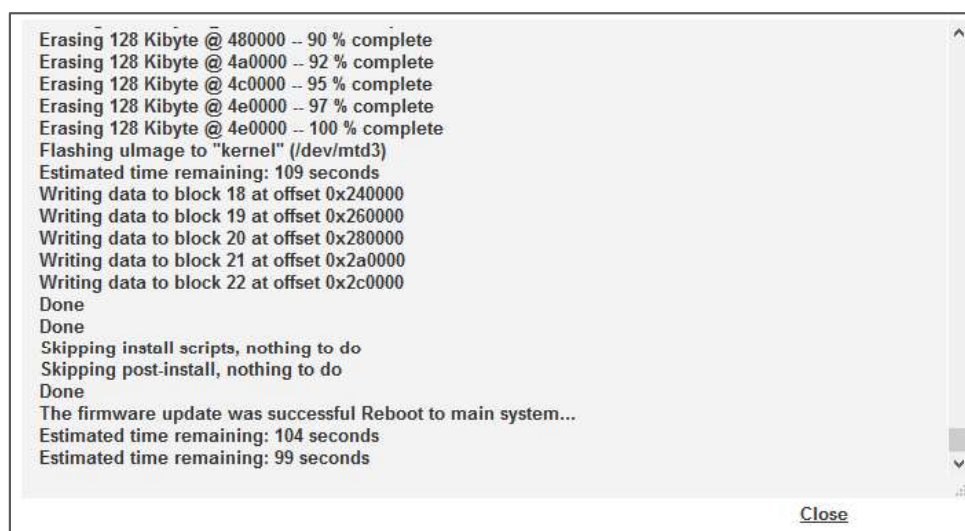 Erasing 128 Kibyte @ 480000 -- 90 % complete
Erasing 128 Kibyte @ 4a0000 -- 92 % complete
Erasing 128 Kibyte @ 4c0000 -- 95 % complete
Erasing 128 Kibyte @ 4e0000 -- 97 % complete
Erasing 128 Kibyte @ 4e0000 -- 100 % complete
Flashing uImage to "kernel" (/dev/mtd3)
Estimated time remaining: 109 seconds
Writing data to block 18 at offset 0x240000
Writing data to block 19 at offset 0x260000
Writing data to block 20 at offset 0x280000
Writing data to block 21 at offset 0x2a0000
Writing data to block 22 at offset 0x2c0000
Done
Done
Skipping install scripts, nothing to do
Skipping post-install, nothing to do
Done
The firmware update was successful Reboot to main system...
Estimated time remaining: 104 seconds
Estimated time remaining: 99 seconds
Close